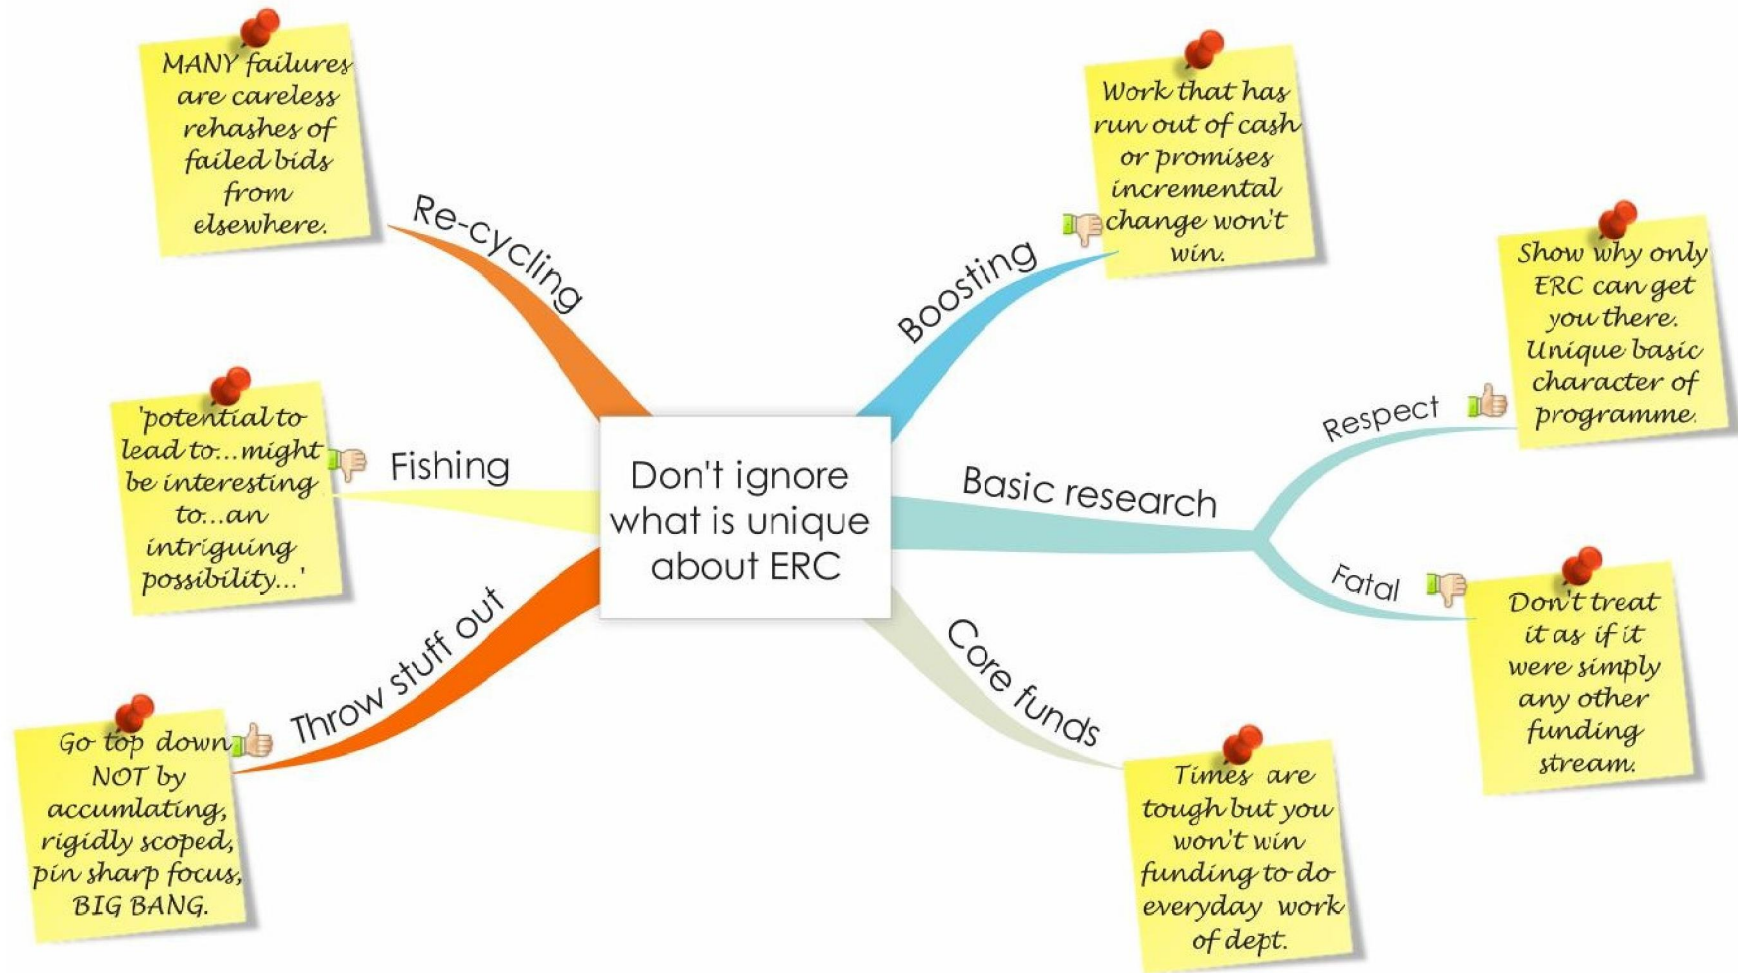 Don't ignore
what is unique
about ERC
Re-cycling
MANY failures
are careless
rehashes of
failed bids
from
elsewhere.
Fishing
'potential to
lead to...might
be interesting
to...an
intriguing
possibility...'
Throw stuff out
Go top down
NOT by
accumlating,
rigidly scoped,
pin sharp focus,
BIG BANG.
Boosting
Work that has
run out of cash
or promises
incremental
change won't
win.
Basic research
Respect
Show why only
ERC can get
you there.
Unique basic
character of
programme.
Fatal
Don't treat
it as if it
were simply
any other
funding
stream.
Core funds
Times are
tough but you
won't win
funding to do
everyday work
of dept.